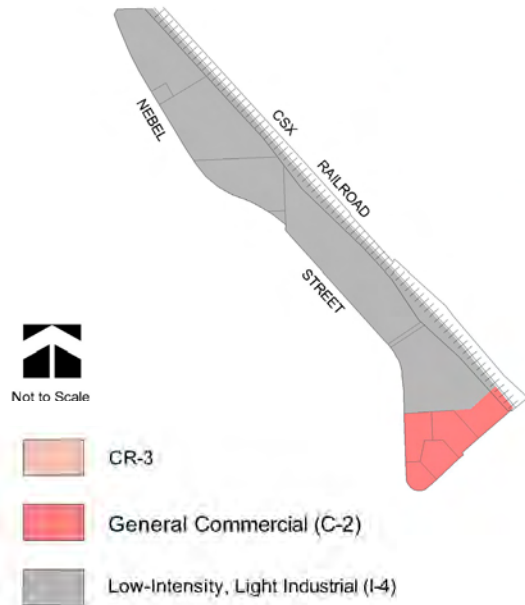 NEBEL
CSX
RAILROAD
STREET
Not to Scale
CR-3
General Commercial (C-2)
Low-Intensity, Light Industrial (I-4)